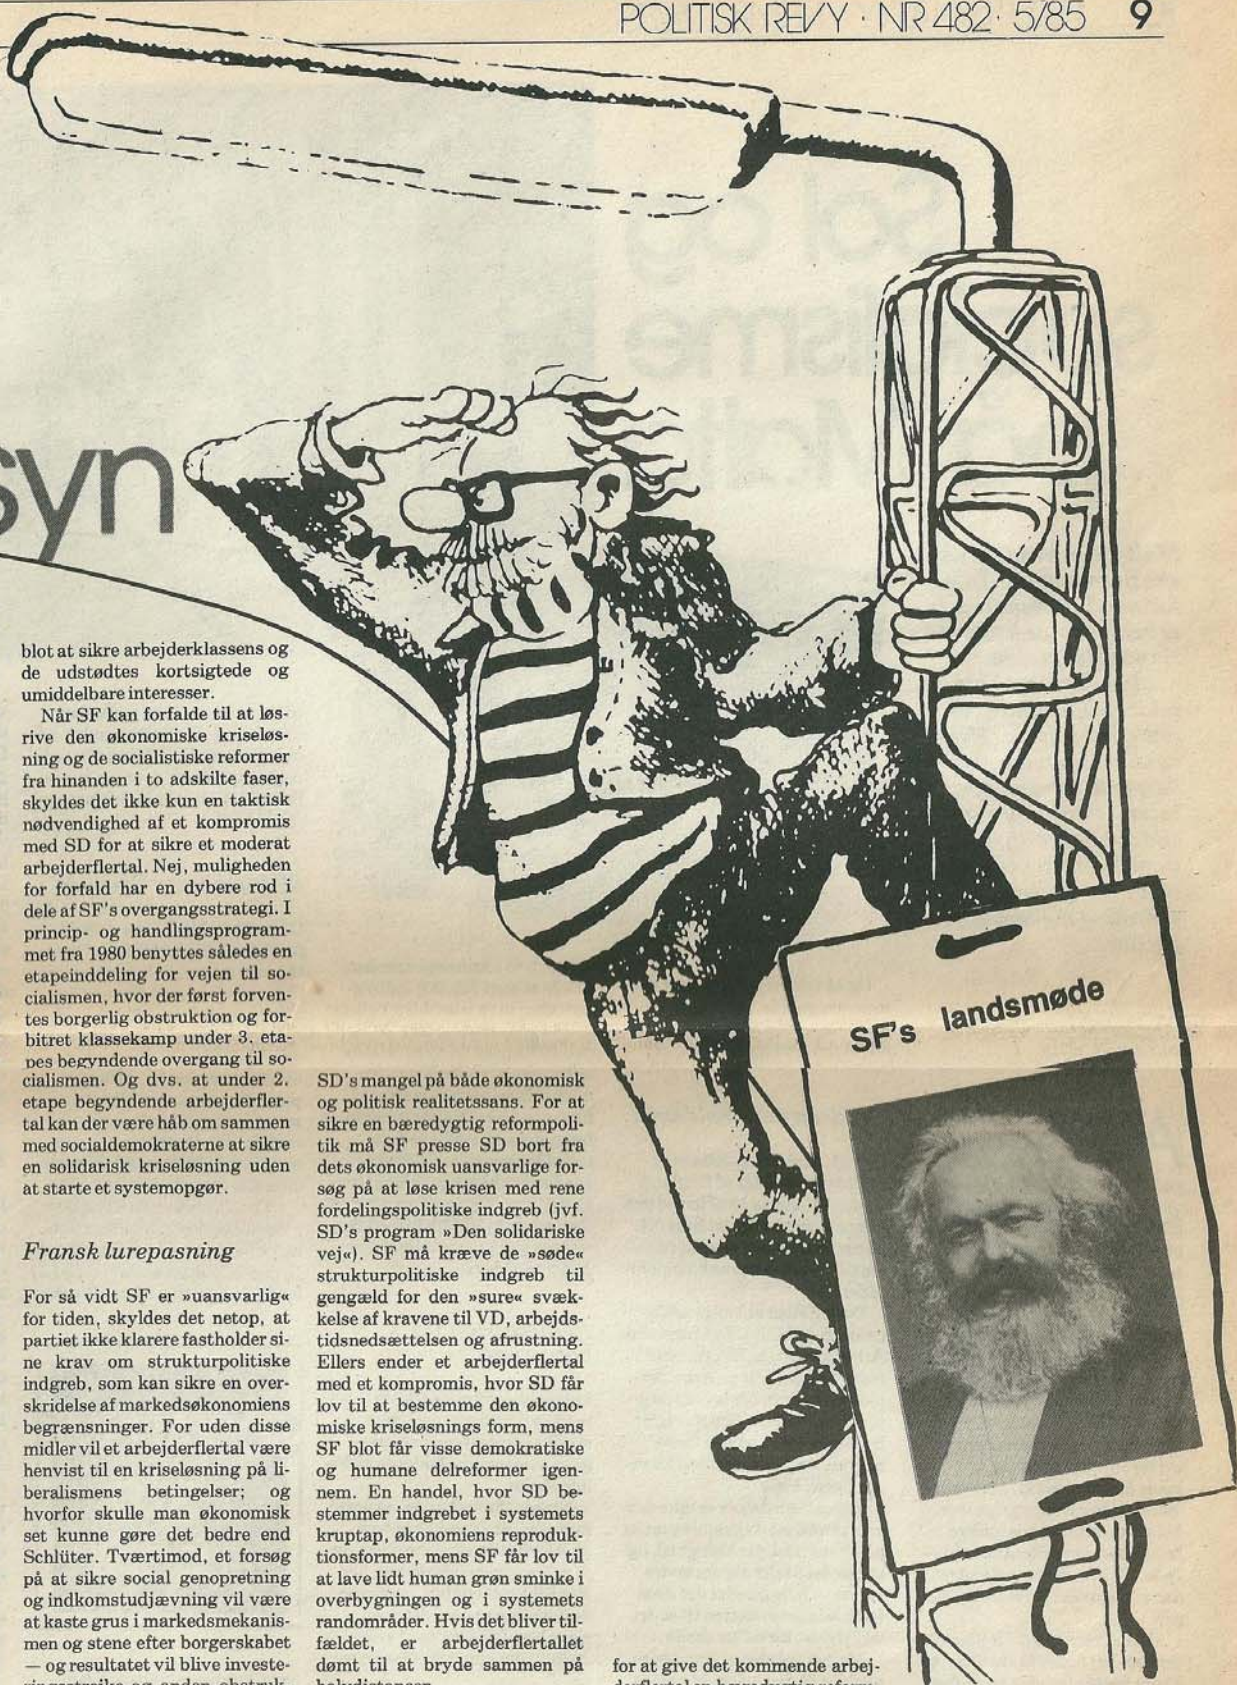 POLITISK REVY · NR 482 · 5/85 9
syn
blot at sikre arbejderklassens og
de udstødtes kortsigtede og
umiddelbare interesser.
Når SF kan forfalde til at løs-
rive den økonomiske kriseløs-
ning og de socialistiske reformer
fra hinanden i to adskilte faser,
skyldes det ikke kun en taktisk
nødvendighed af et kompromis
med SD for at sikre et moderat
arbejderflertal. Nej, muligheden
for forfald har en dybere rod i
dele af SF's overgangsstrategi. I
princip- og handlingsprogram-
met fra 1980 benyttes således en
etapeinddeling for vejen til so-
cialismen, hvor der først forven-
tes borgerlig obstruktion og for-
bitret klassekamp under 3. eta-
pes begyndende overgang til so-
cialismen. Og dvs. at under 2.
etape begyndende arbejderfler-
tal kan der være håb om sammen
med socialdemokraterne at sikre
en solidarisk kriseløsning uden
at starte et systemopgør.
Fransk lurepasning
For så vidt SF er »uansvarlig«
for tiden, skyldes det netop, at
partiet ikke klarere fastholder si-
ne krav om strukturpolitiske
indgreb, som kan sikre en over-
skridelse af markedsøkonomiens
begrænsninger. For uden disse
midler vil et arbejderflertal være
henvist til en kriseløsning på li-
beralismens betingelser; og
hvorfor skulle man økonomisk
set kunne gøre det bedre end
Schlüter. Tværtimod, et forsøg
på at sikre social genopretning
og indkomstudjævning vil være
at kaste grus i markedsmekanis-
men og stene efter borgerskabet
— og resultatet vil blive investe-
SD's mangel på både økonomisk
og politisk realitetssans. For at
sikre en bæredygtig reformpoli-
tik må SF presse SD bort fra
dets økonomisk uansvarlige for-
søg på at løse krisen med rene
fordelingspolitiske indgreb (jvf.
SD's program »Den solidariske
vej«). SF må kræve de »søde«
strukturpolitiske indgreb til
gengæld for den »sure« svæk-
kelse af kravene til VD, arbejds-
tidsnedsættelsen og afrustning.
Ellers ender et arbejderflertal
med et kompromis, hvor SD får
lov til at bestemme den økono-
miske kriseløsnings form, mens
SF blot får visse demokratiske
og humane delreformer igen-
nem. En handel, hvor SD be-
stemmer indgrebet i systemets
kruptap, økonomiens reproduk-
tionsformer, mens SF får lov til
at lave lidt human grøn sminke i
overbygningen og i systemets
randområder. Hvis det bliver til-
fældet, er arbejderflertallet
dømt til at bryde sammen på
for at give det kommende arbej-
SF's landsmøde